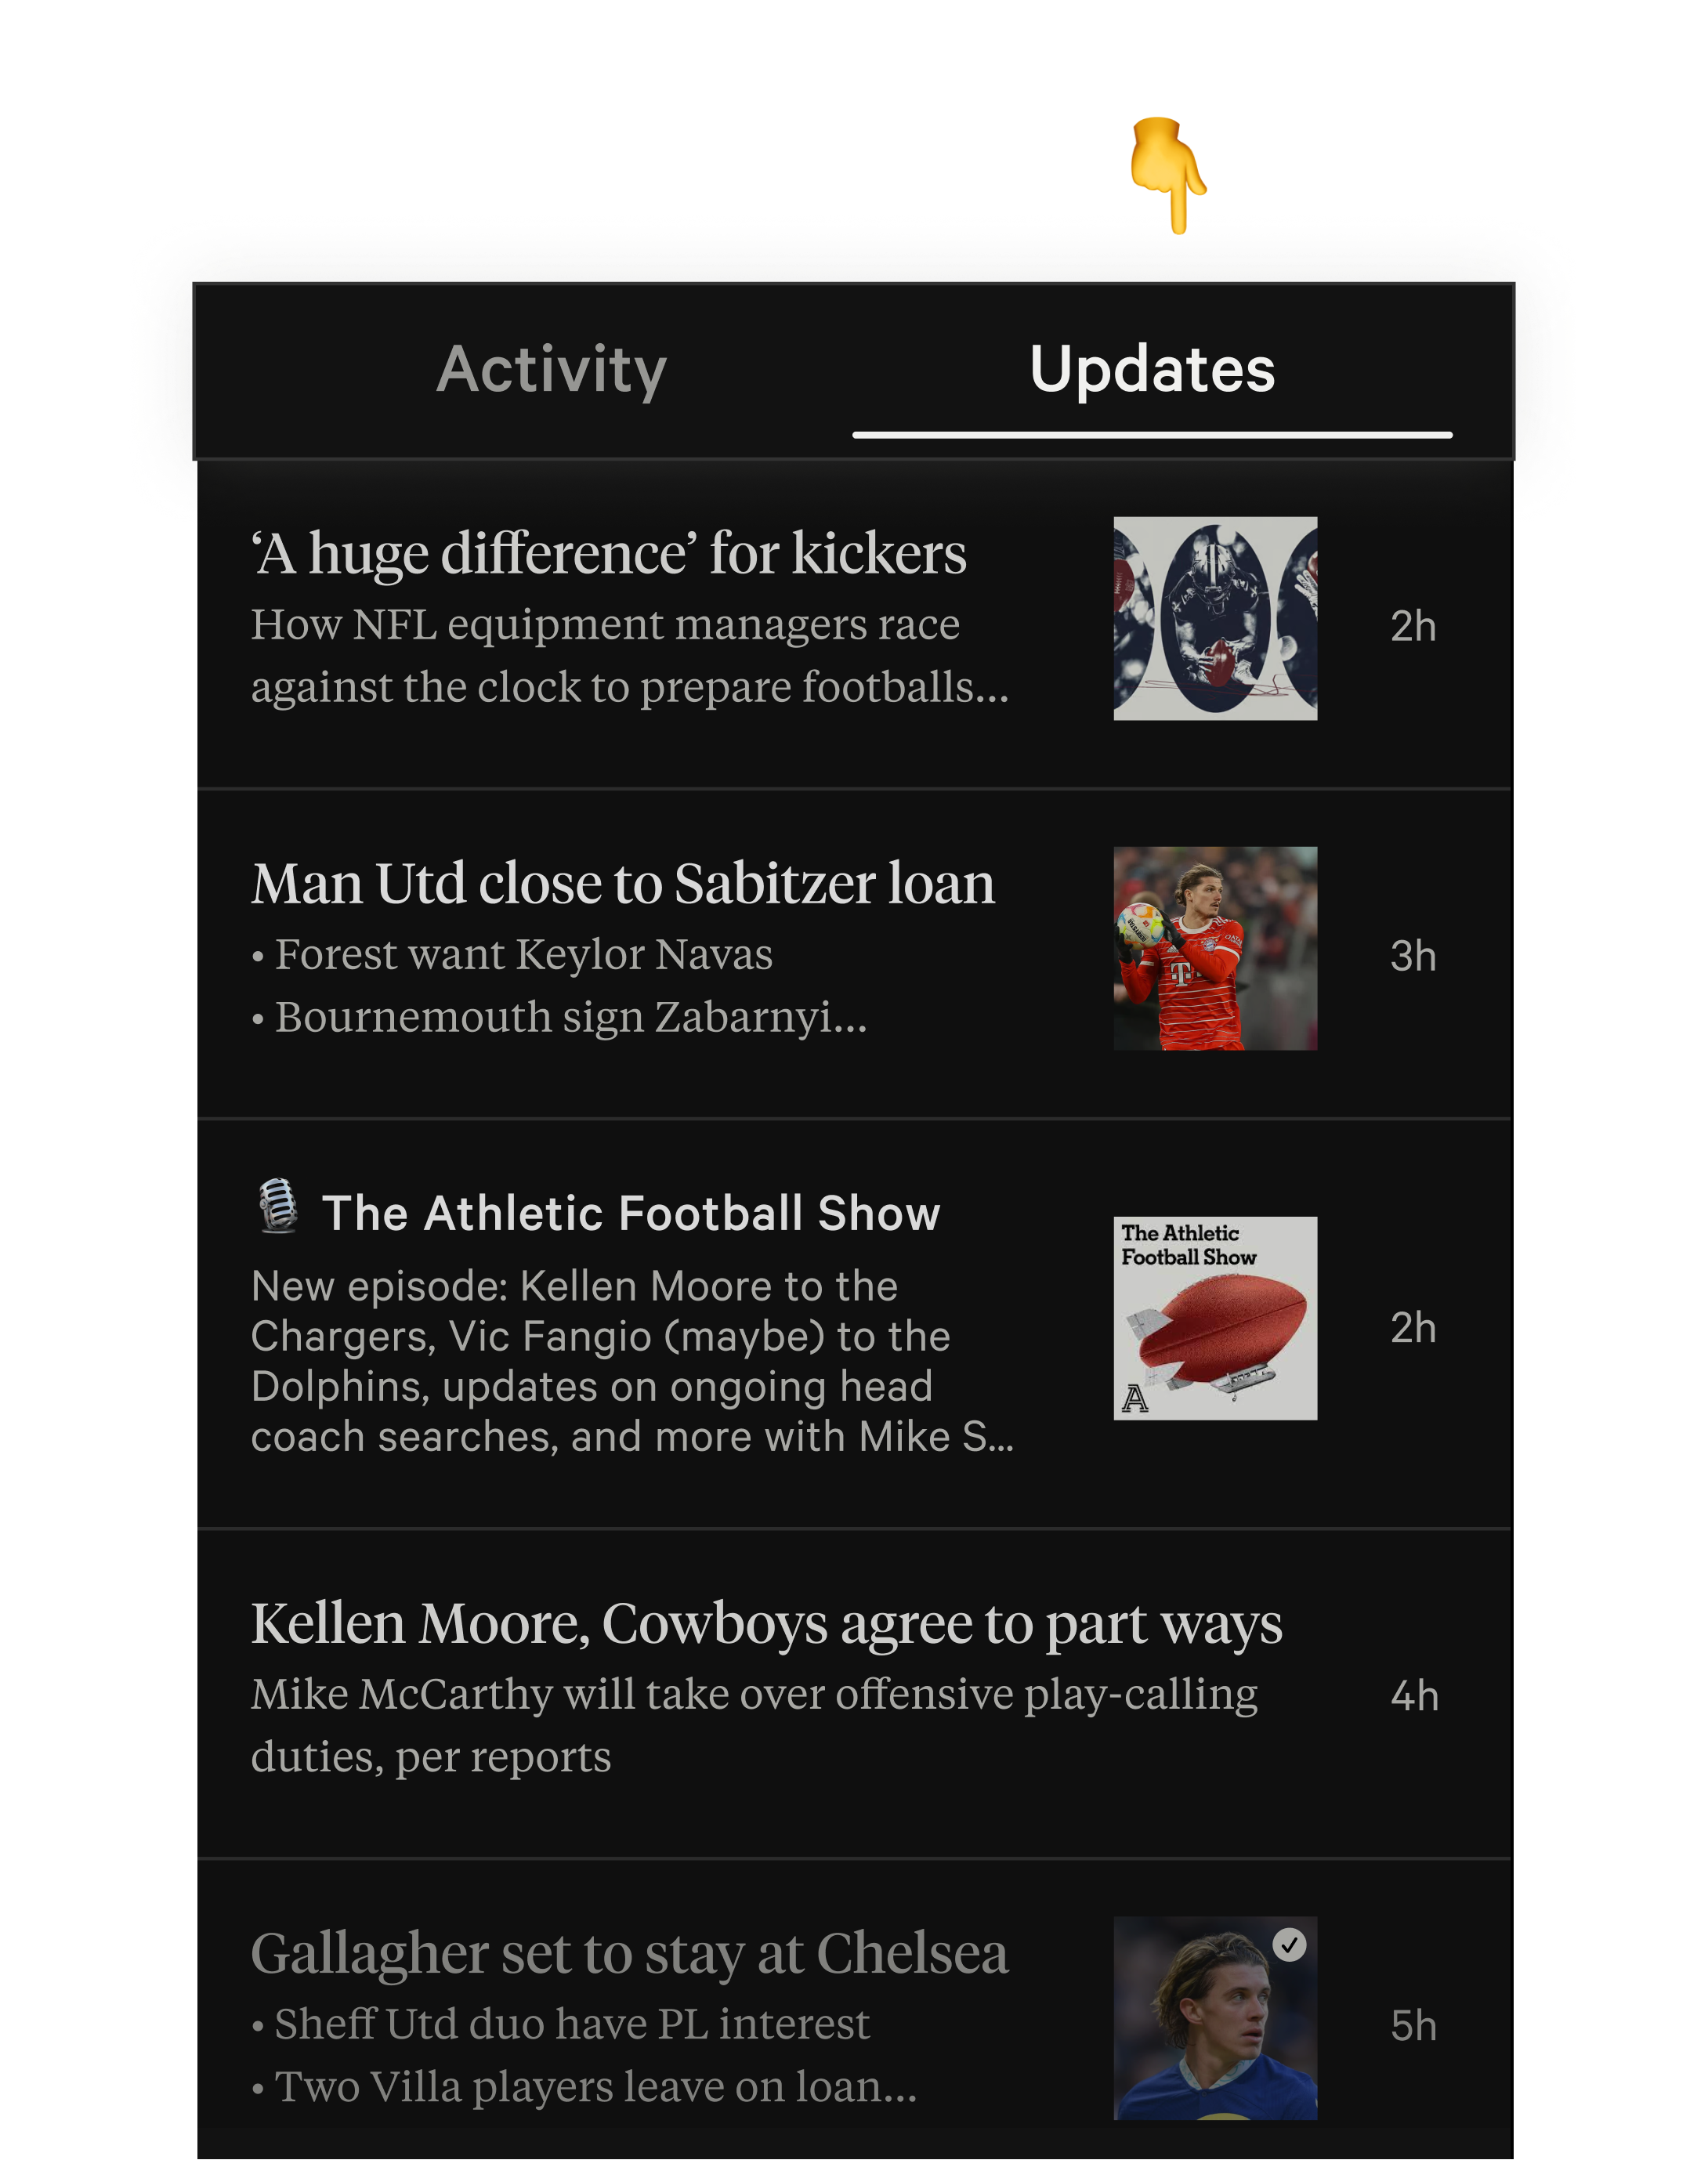 Activity
Updates
‘A huge difference’ for kickers
How NFL equipment managers race
against the clock to prepare footballs...
2h
Man Utd close to Sabitzer loan
• Forest want Keylor Navas
• Bournemouth sign Zabarnyi...
3h
The Athletic Football Show
New episode: Kellen Moore to the
Chargers, Vic Fangio (maybe) to the
Dolphins, updates on ongoing head
coach searches, and more with Mike S...
The Athletic
Football Show
A
2h
Kellen Moore, Cowboys agree to part ways
Mike McCarthy will take over offensive play-calling
duties, per reports
4h
Gallagher set to stay at Chelsea
• Sheff Utd duo have PL interest
• Two Villa players leave on loan...
5h